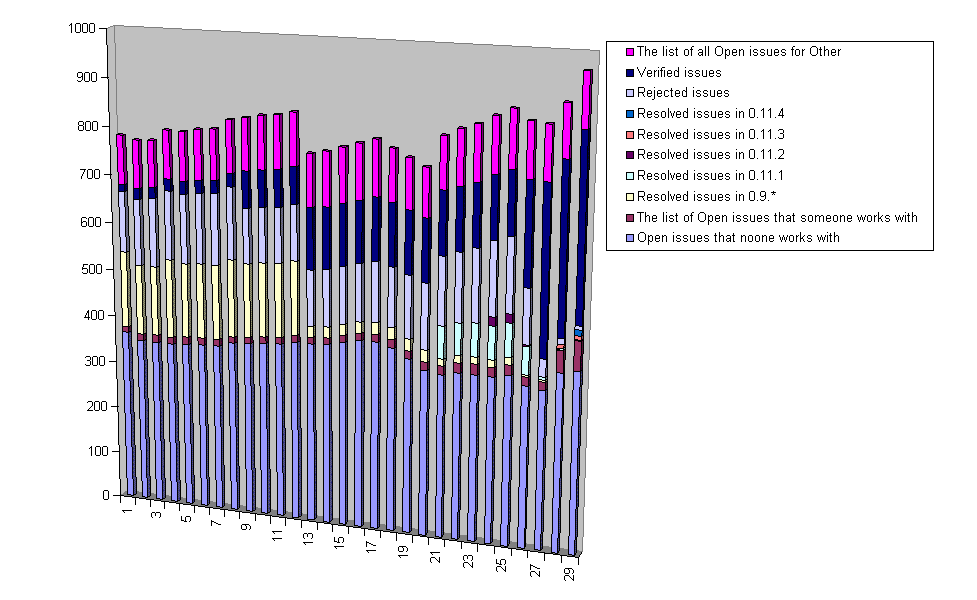 1000
900
800
700
600
500
400
300
200
100
0
1
3
5
7
9
11
13
15
17
19
21
23
25
27
29
The list of all Open issues for Other
Verified issues
Rejected issues
Resolved issues in 0.11.4
Resolved issues in 0.11.3
Resolved issues in 0.11.2
Resolved issues in 0.11.1
Resolved issues in 0.9.*
The list of Open issues that someone works with
Open issues that noone works with